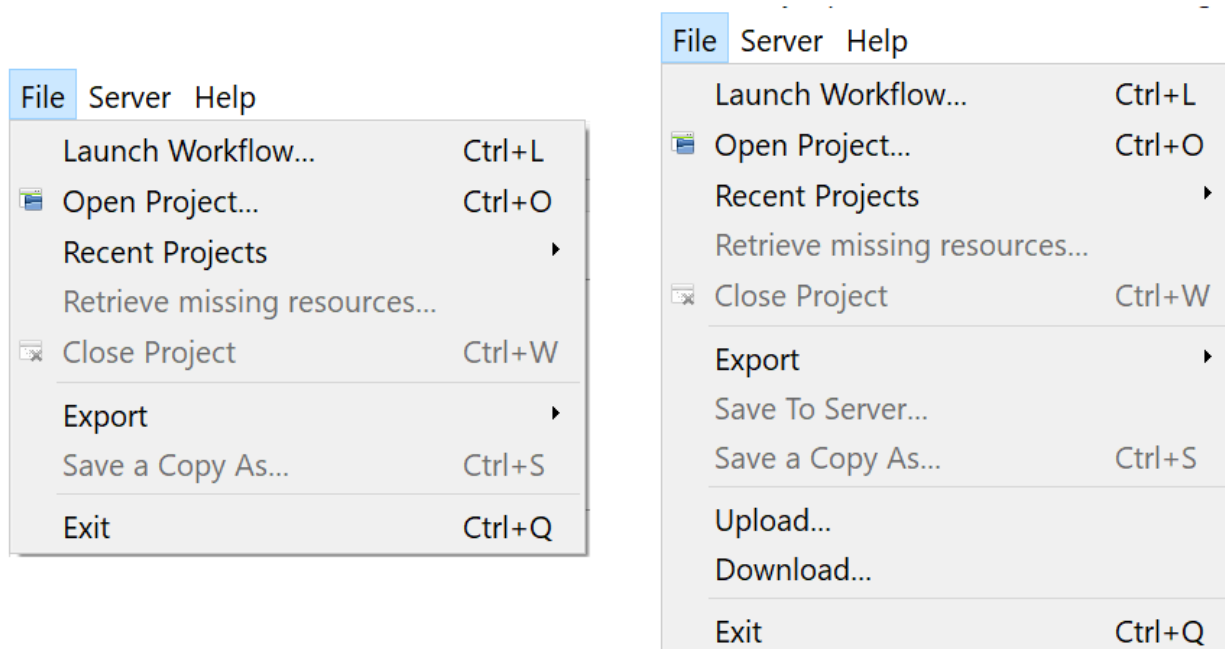 File Server Help
Launch Workflow... Ctrl+L
Open Project... Ctrl+O
Recent Projects
Retrieve missing resources...
Close Project Ctrl+W
Export
Save a Copy As... Ctrl+S
Exit Ctrl+Q
File Server Help
Launch Workflow... Ctrl+L
Open Project... Ctrl+O
Recent Projects
Retrieve missing resources...
Close Project Ctrl+W
Export
Save To Server...
Save a Copy As... Ctrl+S
Upload...
Download...
Exit Ctrl+Q